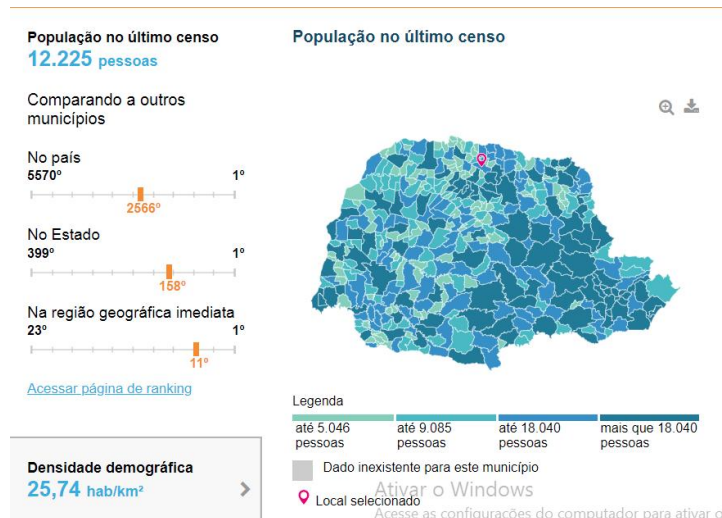 População no último censo
12.225 pessoas
Comparando a outros
municípios
No país
5570º 1º
2566º
No Estado
399º 1º
158º
Na região geográfica imediata
23º 1º
11º
Acessar página de ranking
Densidade demográfica
25,74 hab/km²
População no último censo
Legenda
até 5.046
pessoas
até 9.085
pessoas
até 18.040
pessoas
mais que 18.040
pessoas
Dado inexistente para este município
Local selecionado
Ativar o Windows
Acesse as configurações do computador para ativar o